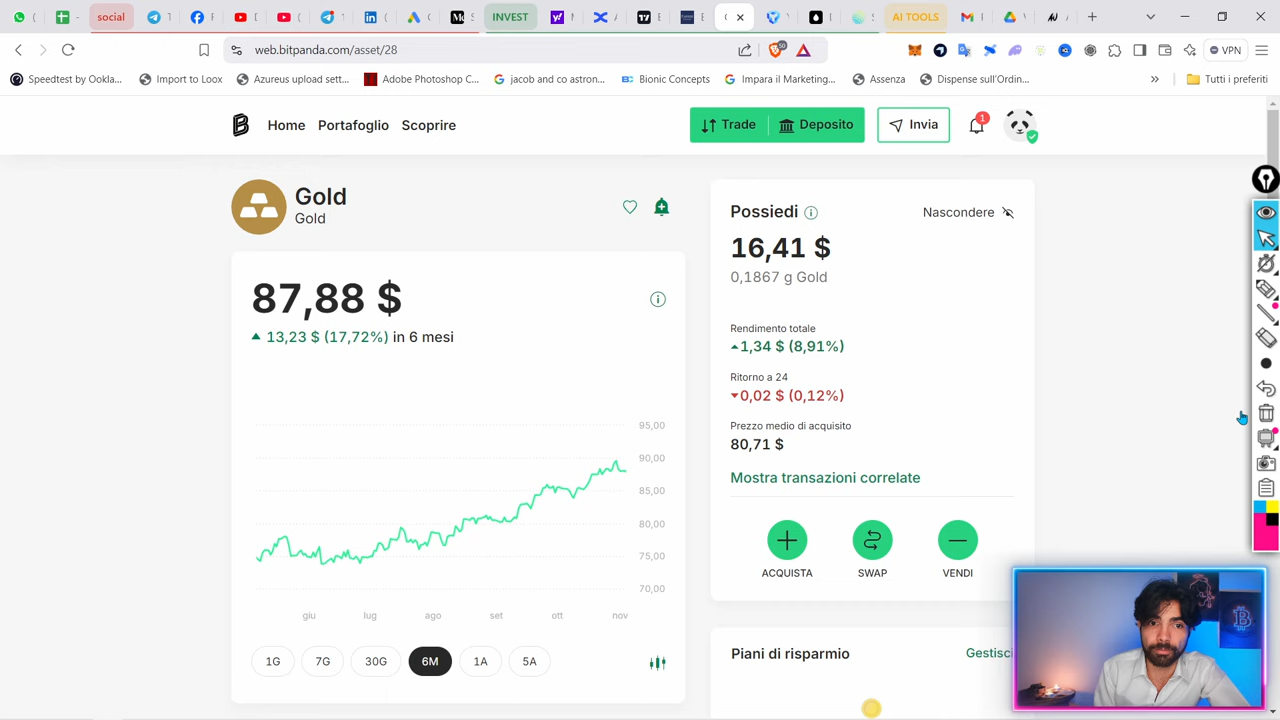 social
INVEST
AI TOOLS
web.bitpanda.com/asset/28
VPN
Speedtest by Ookla...
Import to Loox
Azureus upload sett...
Adobe Photoshop C...
jacob and co astron...
Bionic Concepts
Impara il Marketing...
Assenza
Dispense sull'Ordin...
Tutti i preferiti
Home
Portafoglio
Scoprire
Trade
Deposito
Invia
1
Gold
Gold
87,88 $
13,23 $ (17,72%) in 6 mesi
95,00
90,00
85,00
80,00
75,00
70,00
giu
lug
ago
set
ott
nov
1G
7G
30G
6M
1A
5A
Possiedi
Nascondere
16,41 $
0,1867 g Gold
Rendimento totale
1,34 $ (8,91%)
Ritorno a 24
0,02 $ (0,12%)
Prezzo medio di acquisito
80,71 $
Mostra transazioni correlate
ACQUISTA
SWAP
VENDI
Piani di risparmio
Gestisci